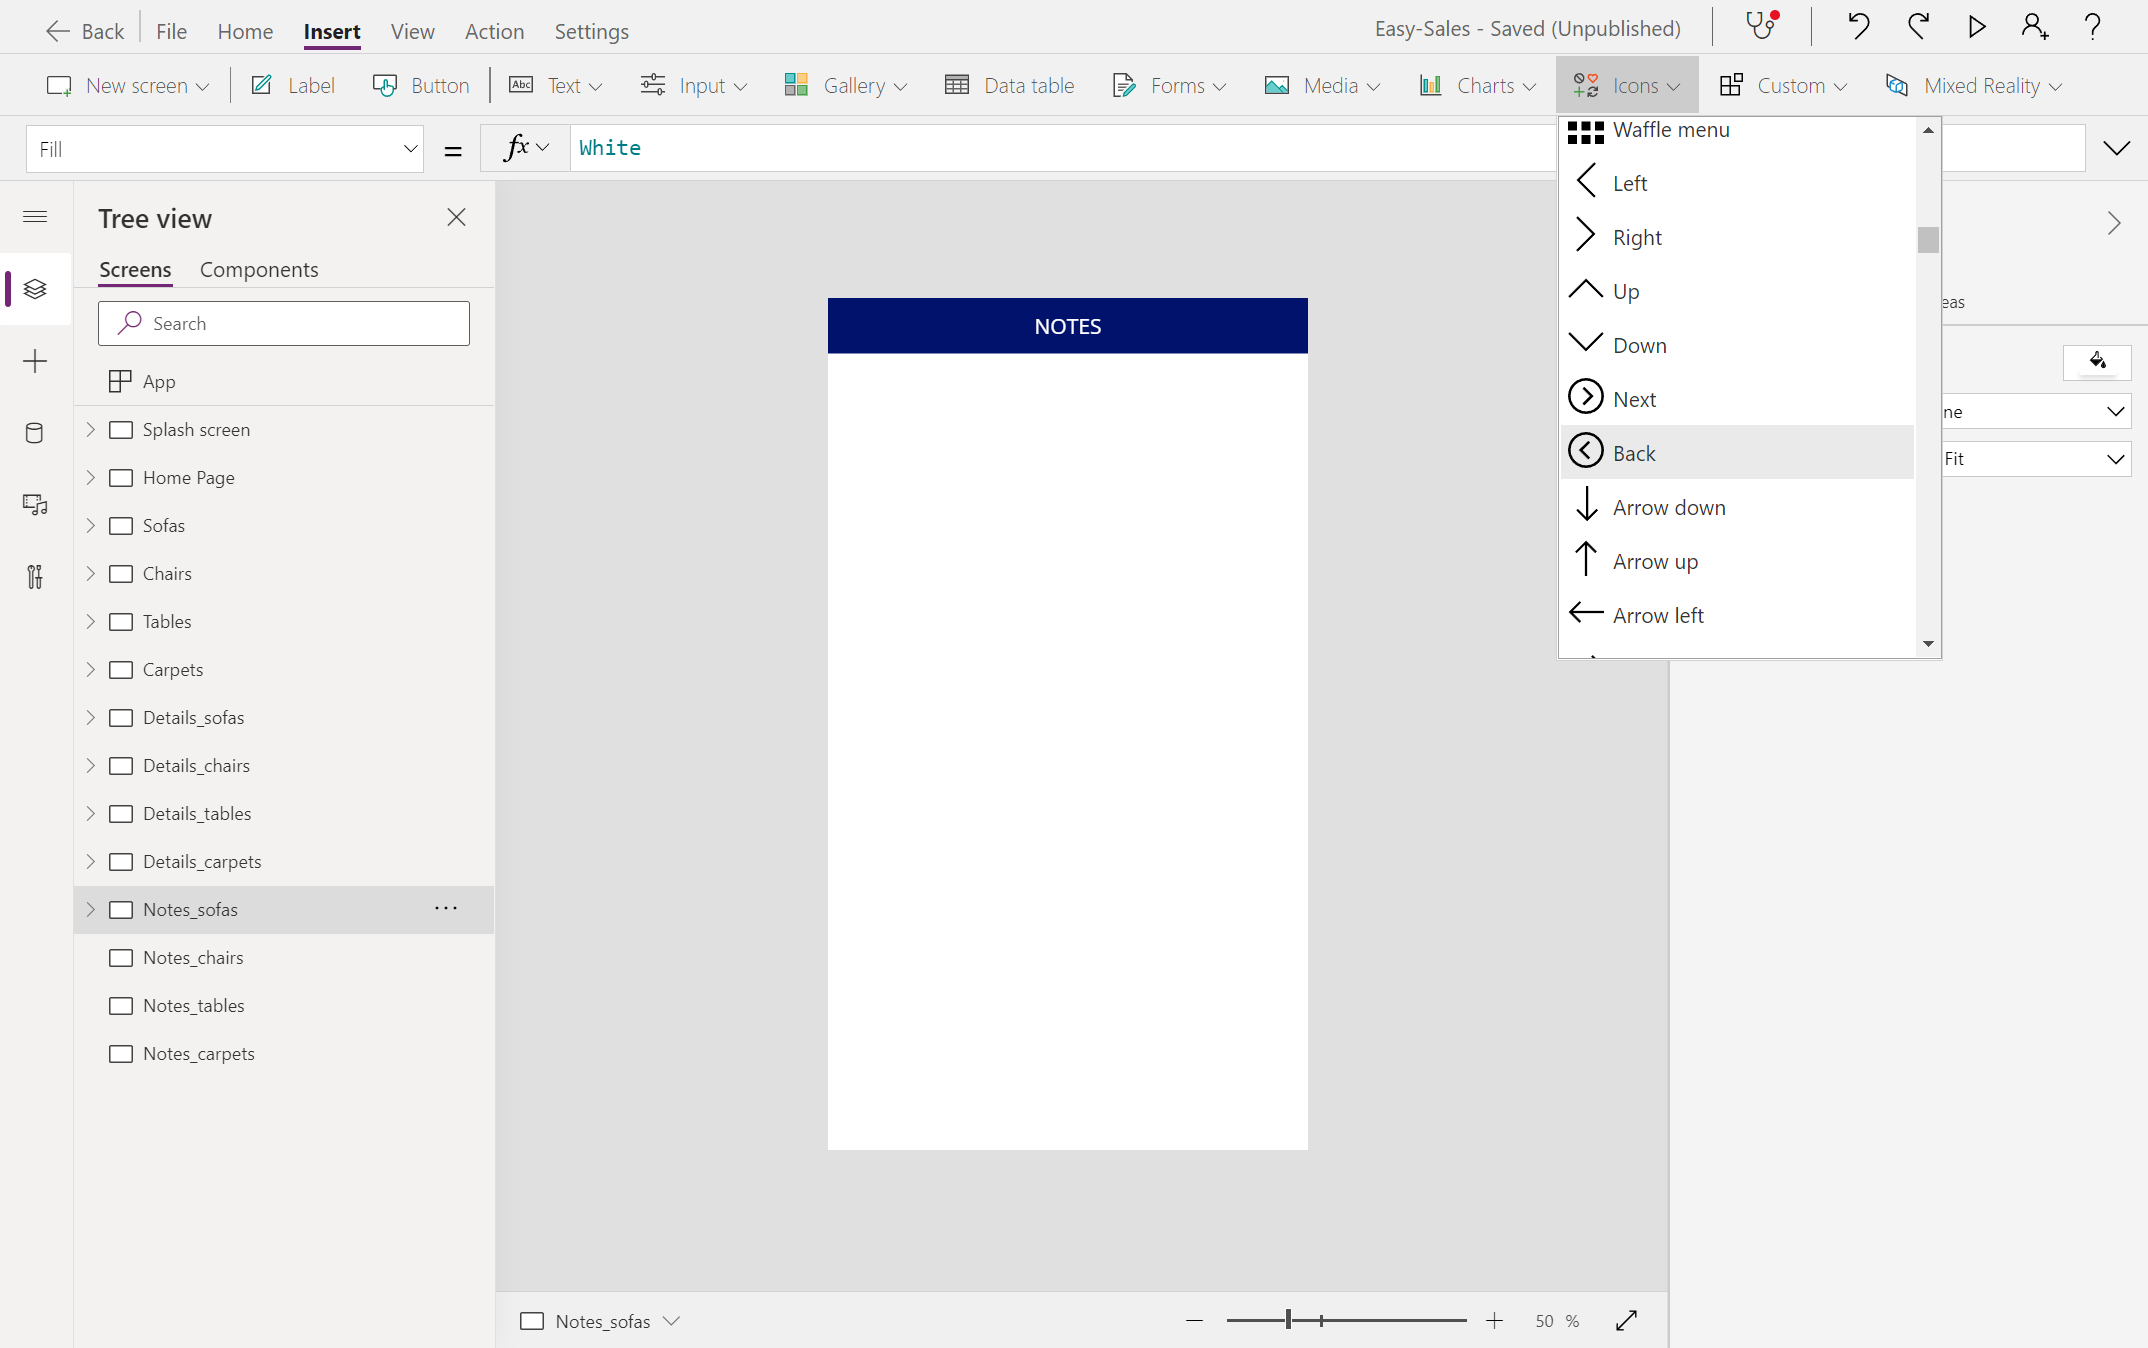 Back File Home Insert View Action Settings Easy-Sales - Saved (Unpublished)
New screen Label Button Text Input Gallery Data table Forms Media Charts Icons Custom Mixed Reality
Fill = fx White
Tree view
Screens Components
Search
App
Splash screen
Home Page
Sofas
Chairs
Tables
Carpets
Details_sofas
Details_chairs
Details_tables
Details_carpets
Notes_sofas
Notes_chairs
Notes_tables
Notes_carpets
NOTES
Waffle menu
Left
Right
Up
Down
Next
Back
Arrow down
Arrow up
Arrow left
eas
ne
Fit
Notes_sofas 50 %